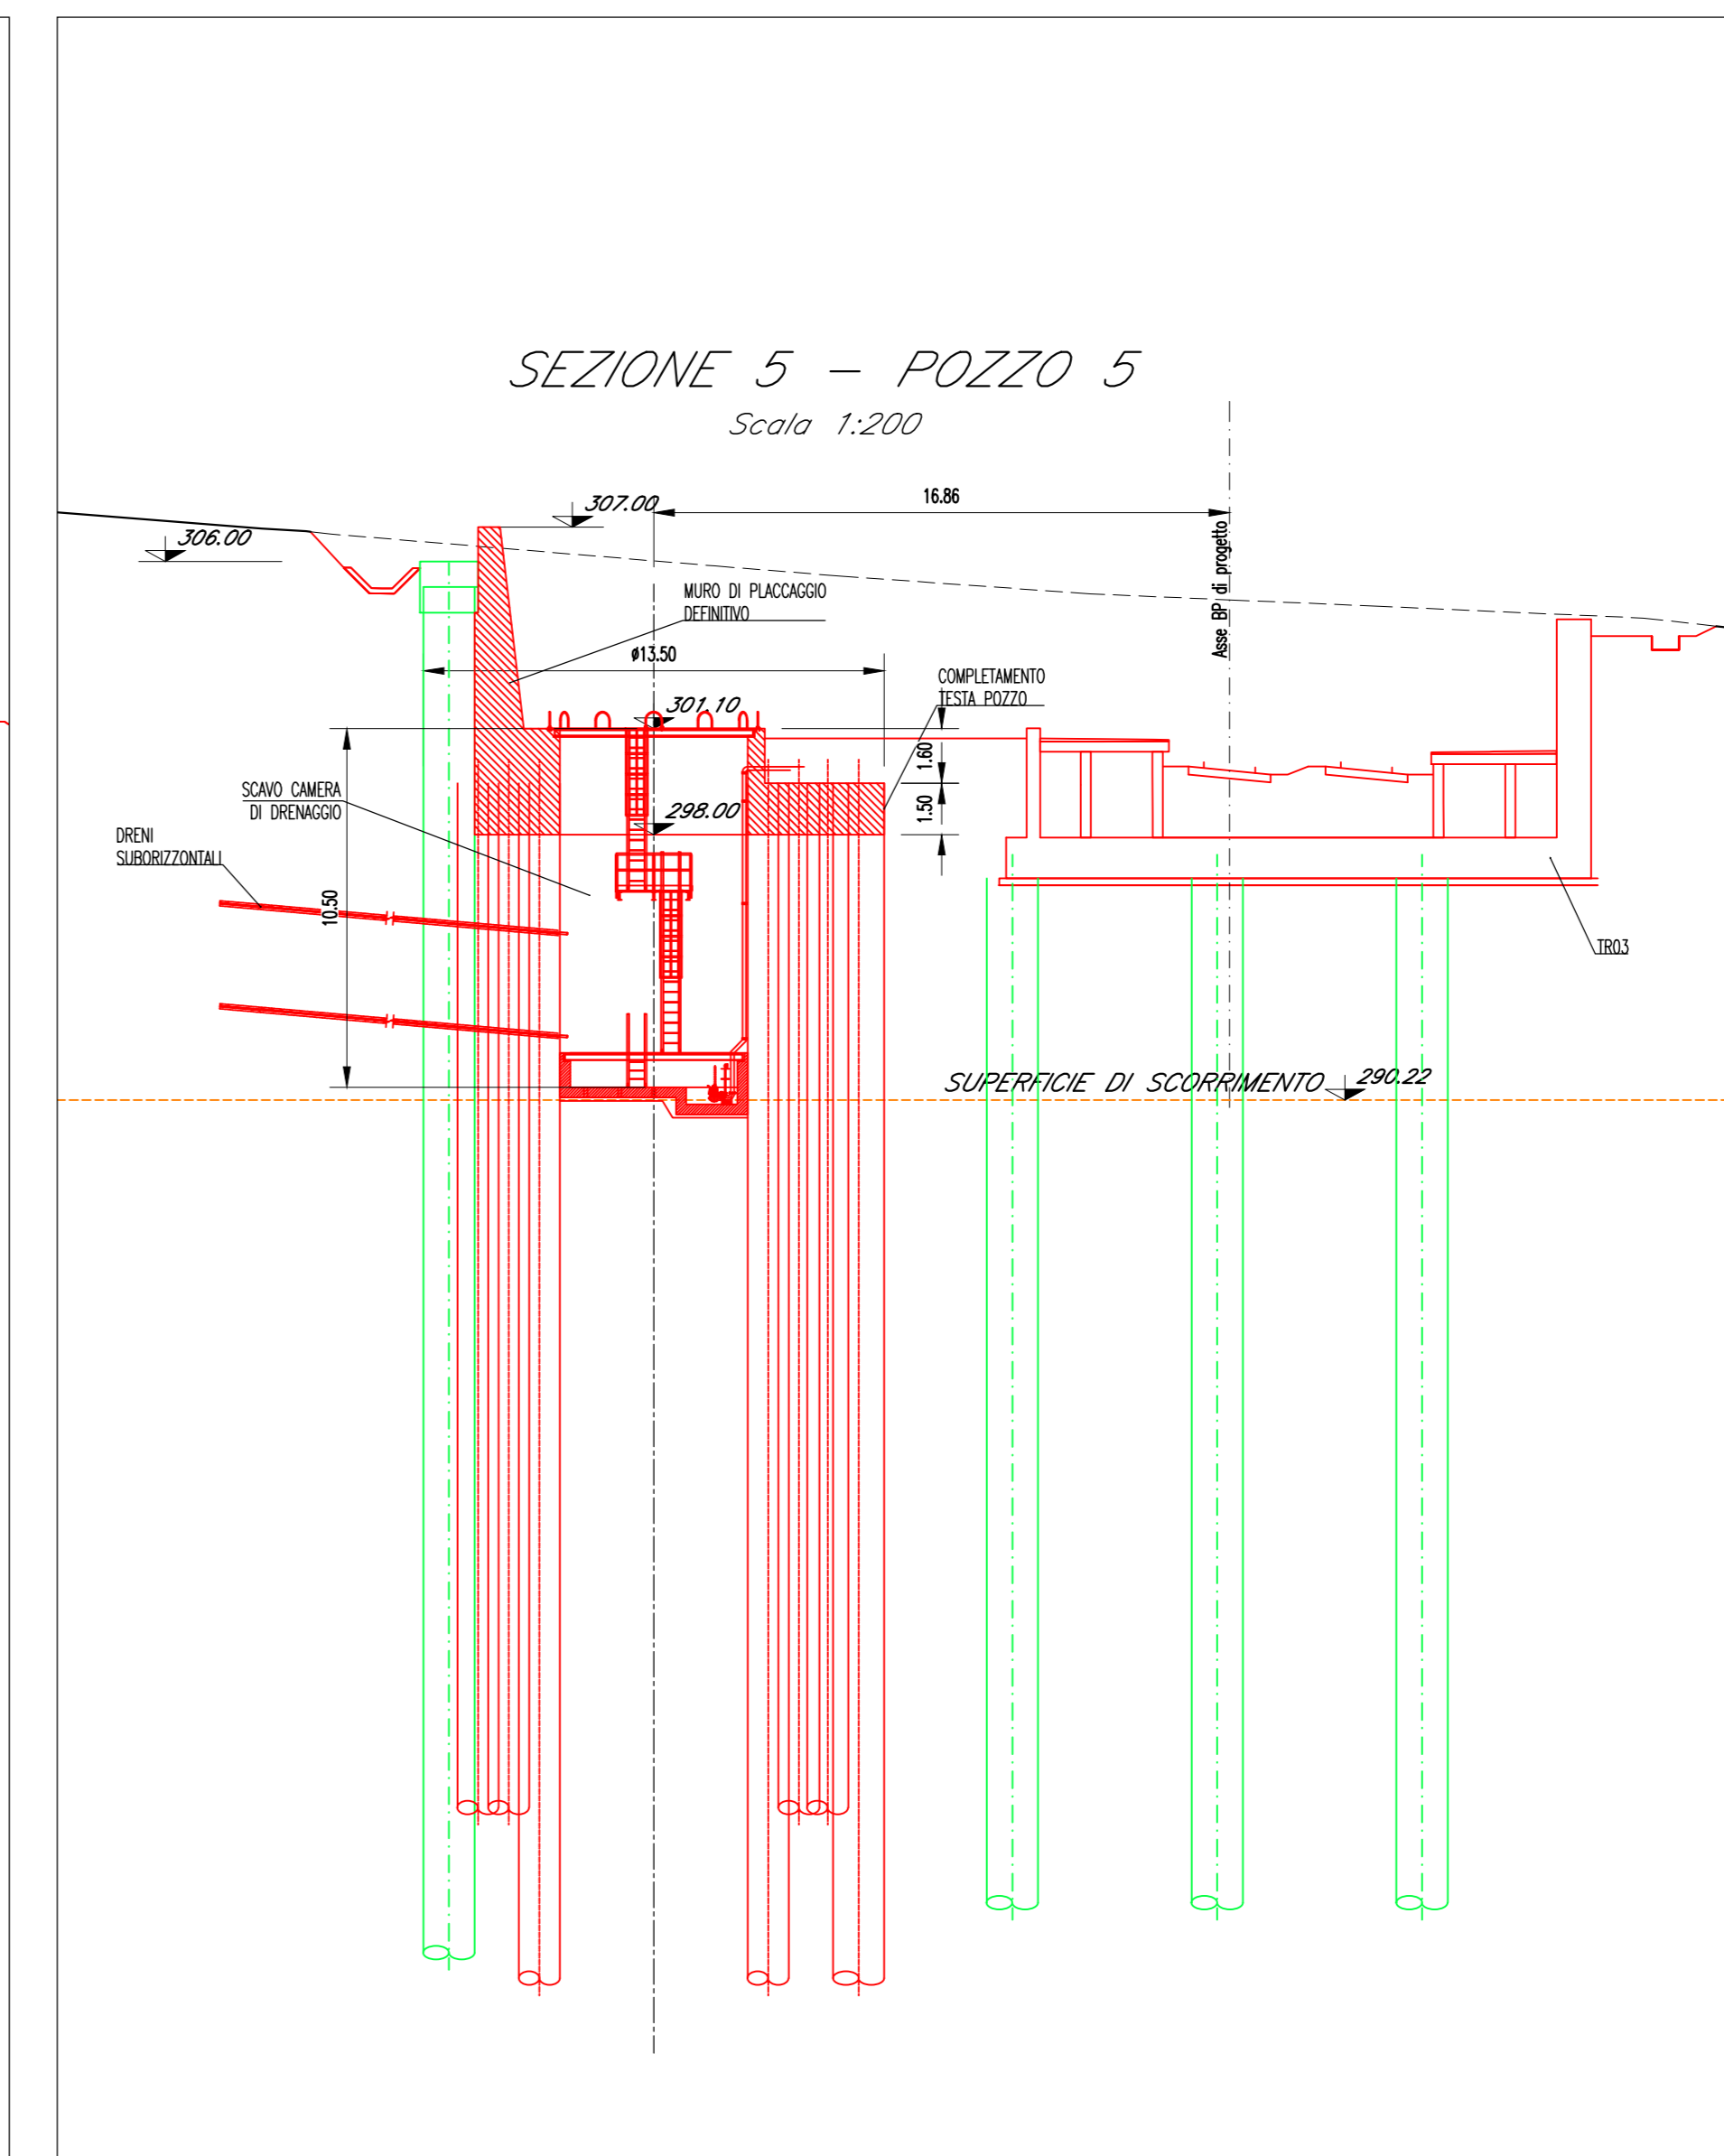 SEZIONE 5 - POZZO 5
Scala 1:200
16.86
307.00
306.00
Asse BP di progetto
MURO DI PLACCAGGIO
DEFINITIVO
ø13.50
COMPLETAMENTO
TESTA POZZO
301.10
1.60
SCAVO CAMERA
DI DRENAGGIO
298.00
1.50
DRENI
SUBORIZZONTALI
10.50
TR03
SUPERFICIE DI SCORRIMENTO
290.22